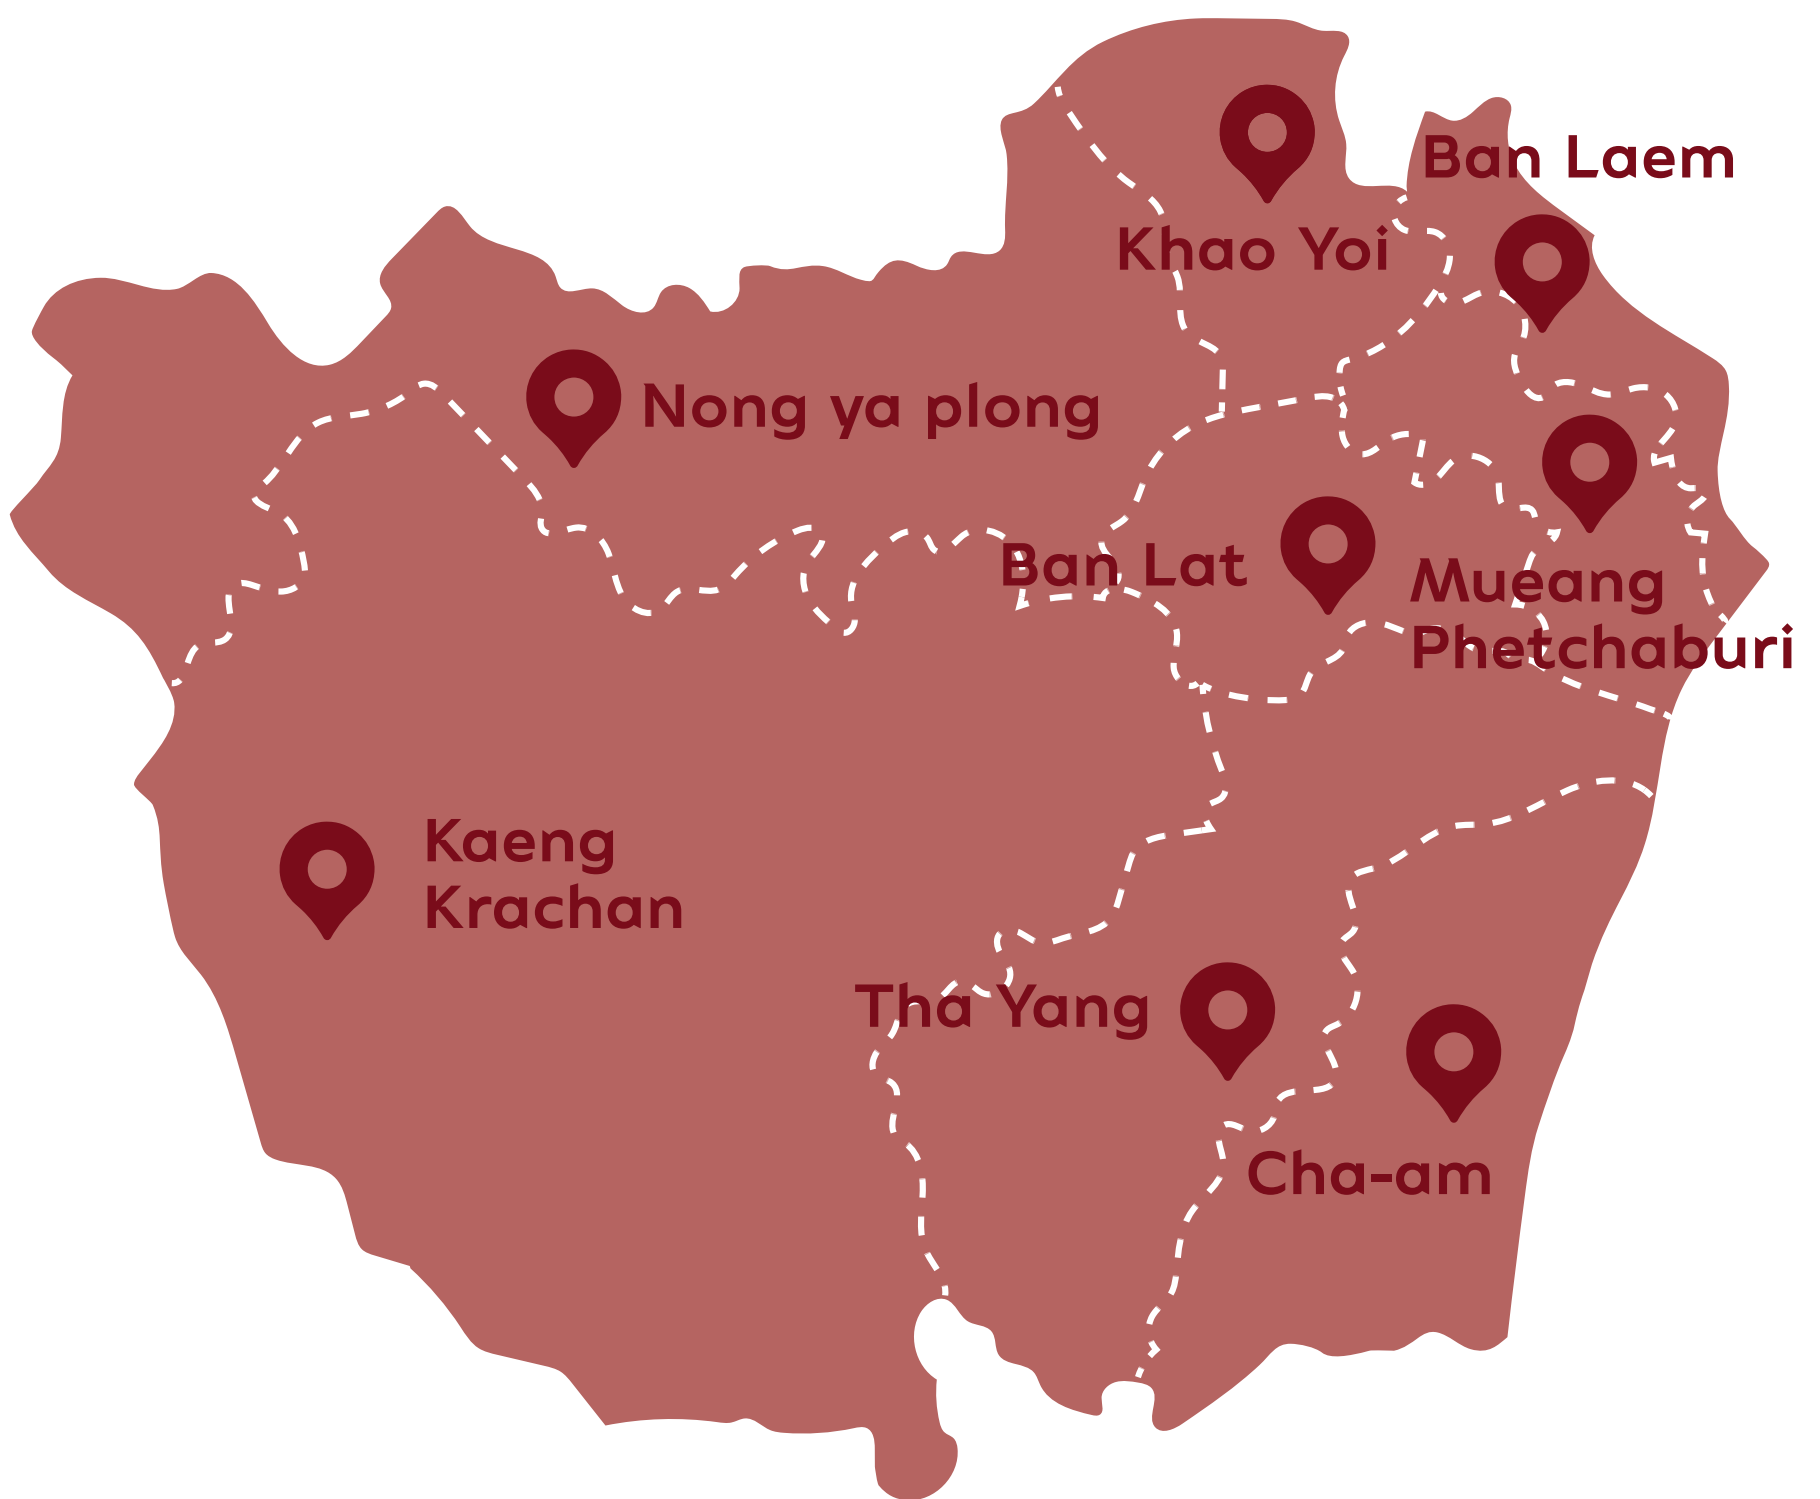 Ban Laem
Khao Yoi
Nong ya plong
Ban Lat
Mueang
Phetchaburi
Kaeng
Krachan
Tha Yang
Cha-am